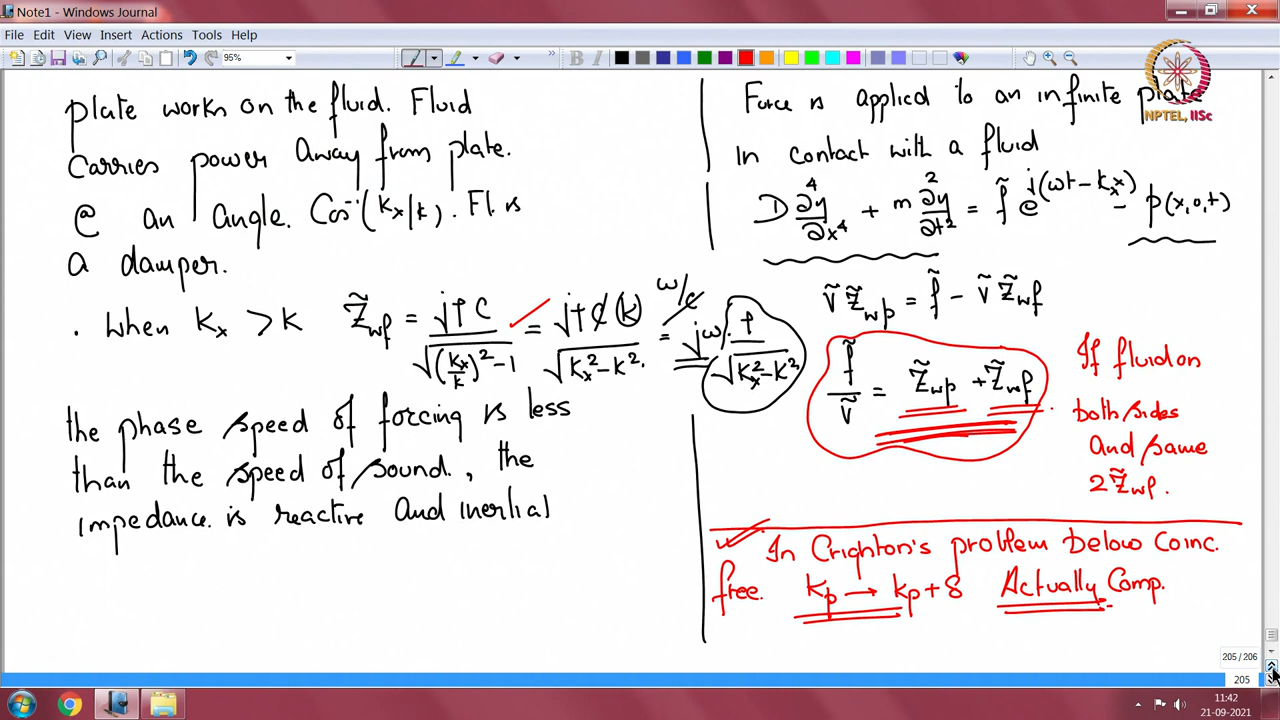 Note1 - Windows Journal
File Edit View Insert Actions Tools Help
95%
NPTEL, IISc
plate works on the fluid. Fluid
Carries power Away from plate.
@ an angle. Cos⁻¹(kx/k). Fl. is
A damper.
. When kx > k Z̃wf = jρc / √((kx/k)² - 1) = jρc(k) / √(kx² - k²) = jω . ρ / √(kx² - k²)
ω/c
the phase speed of forcing is less
than the speed of sound, the
impedance is reactive and inertial
Force is applied to an infinite plate
In contact with a fluid
D ∂⁴y/∂x⁴ + m ∂²y/∂t² = f̃ e^j(ωt - kx x) - p(x,0,t)
ṽ Z̃wp = f̃ - ṽ Z̃wf
f̃/ṽ = Z̃wp + Z̃wf
If fluid on
both sides
And same
2 Z̃wf.
In Crighton's problem below Coinc.
freq. kp → kp + δ Actually Comp.
205 / 206
205
11:42
21-09-2021